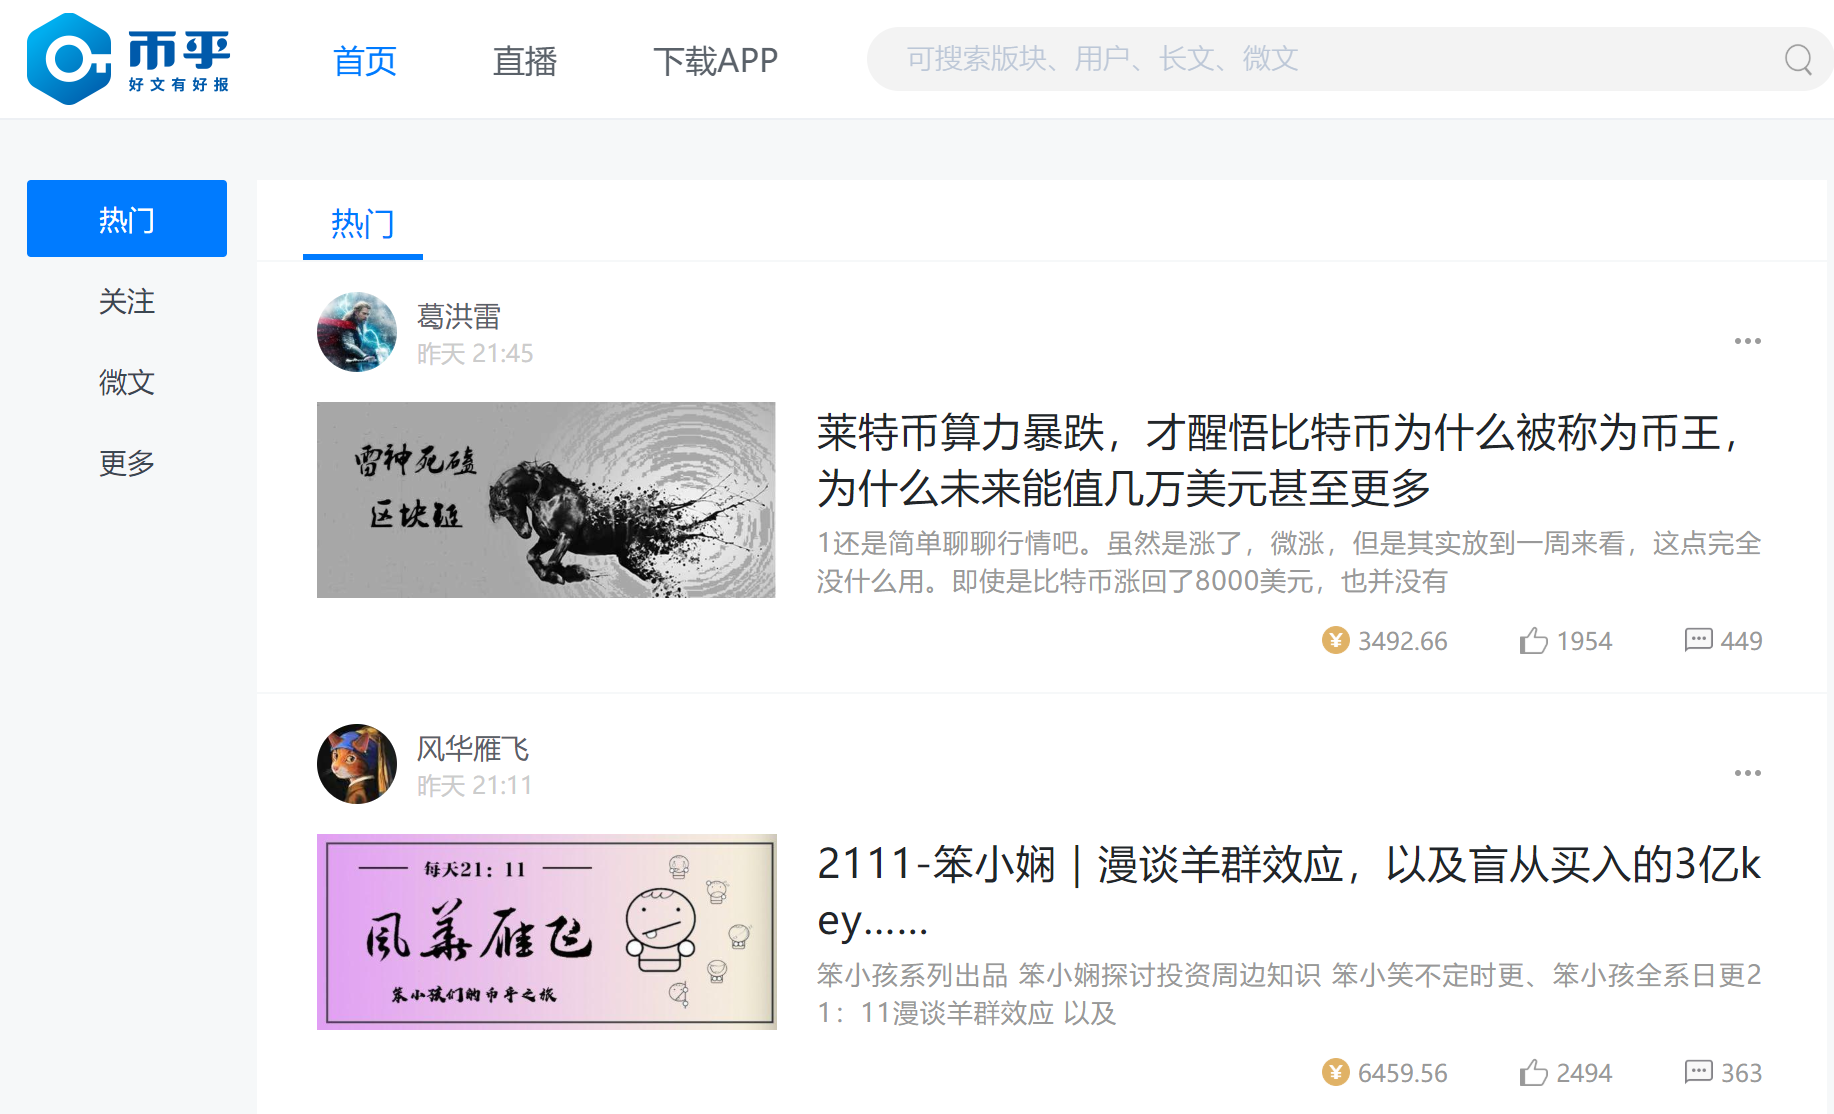 币乎
好文有好报
首页
直播
下载APP
可搜索版块、用户、长文、微文
热门
关注
微文
更多
热门
葛洪雷
昨天 21:45
雷神死磕
区块链
莱特币算力暴跌，才醒悟比特币为什么被称为币王，
为什么未来能值几万美元甚至更多
1还是简单聊聊行情吧。虽然是涨了，微涨，但是其实放到一周来看，这点完全
没什么用。即使是比特币涨回了8000美元，也并没有
¥ 3492.66
1954
449
风华雁飞
昨天 21:11
每天21：11
風華雁飞
笨小孩们的币乎之旅
2111-笨小娴｜漫谈羊群效应，以及盲从买入的3亿k
ey……
笨小孩系列出品 笨小娴探讨投资周边知识 笨小笑不定时更、笨小孩全系日更2
1：11漫谈羊群效应 以及
¥ 6459.56
2494
363